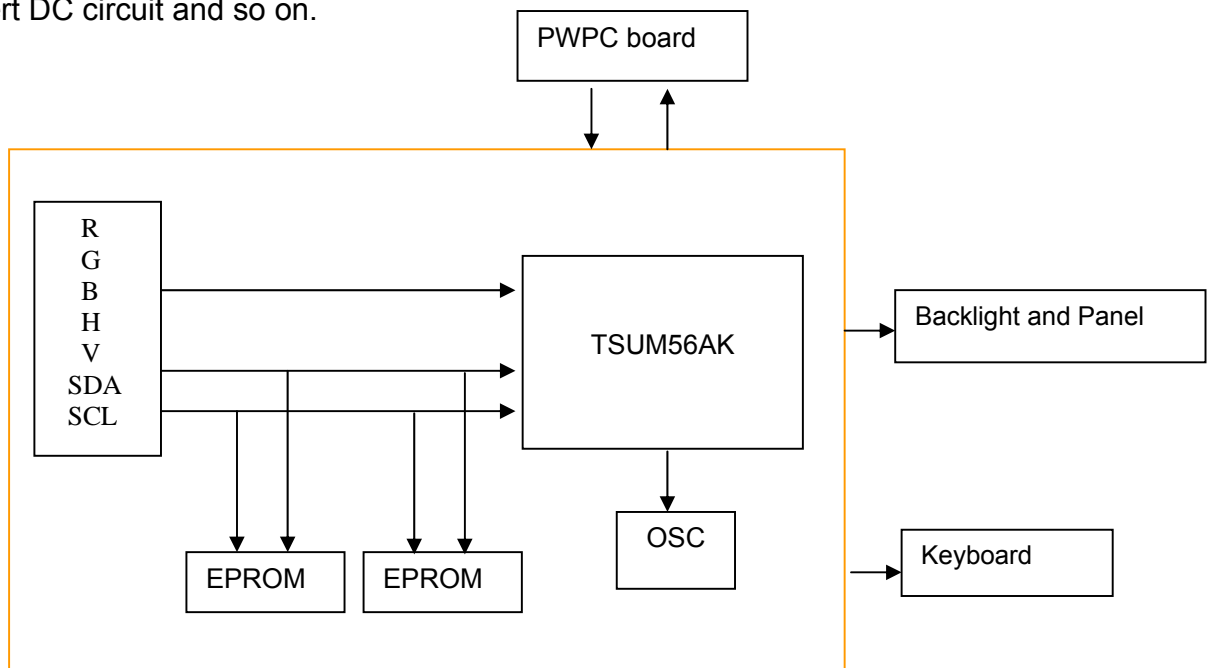 rt DC circuit and so on.
PWPC board
R
G
B
H
V
SDA
SCL
TSUM56AK
Backlight and Panel
OSC
Keyboard
EPROM
EPROM